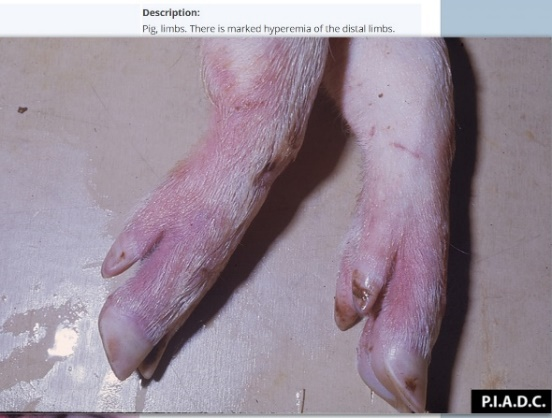 Description:
Pig, limbs. There is marked hyperemia of the distal limbs.
P.I.A.D.C.